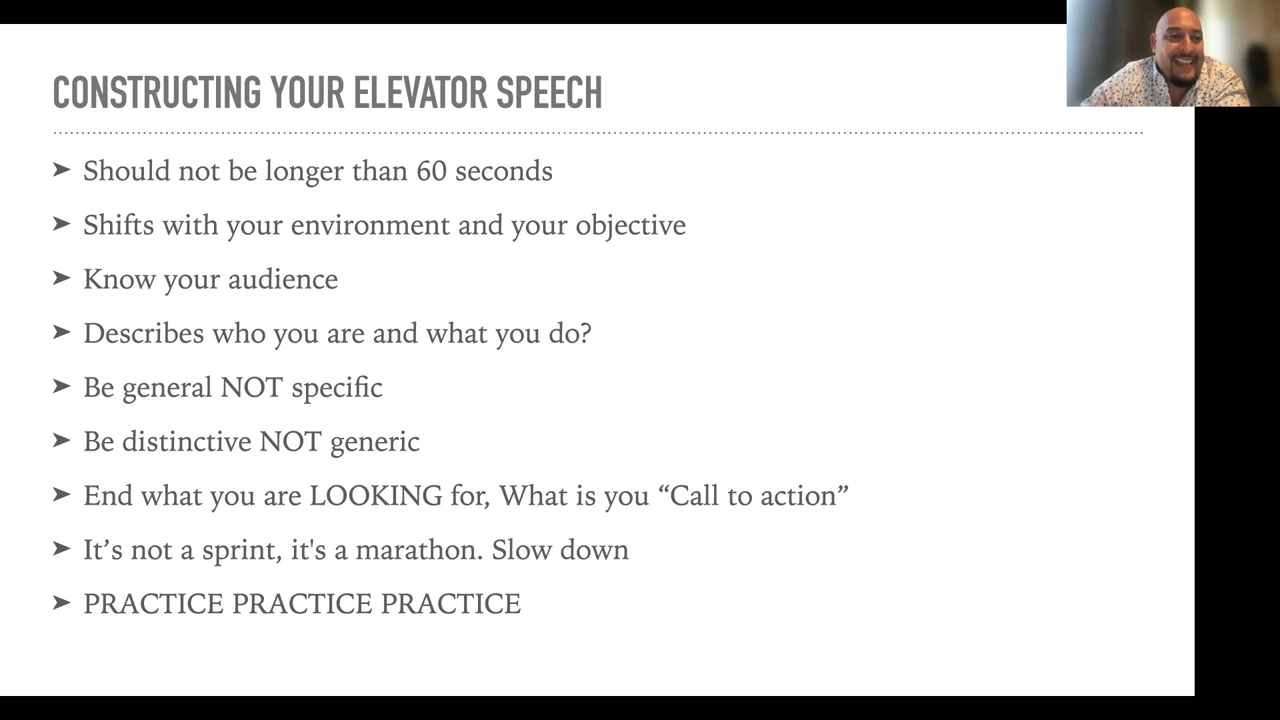 CONSTRUCTING YOUR ELEVATOR SPEECH
➤ Should not be longer than 60 seconds
➤ Shifts with your environment and your objective
➤ Know your audience
➤ Describes who you are and what you do?
➤ Be general NOT specific
➤ Be distinctive NOT generic
➤ End what you are LOOKING for, What is you “Call to action”
➤ It’s not a sprint, it's a marathon. Slow down
➤ PRACTICE PRACTICE PRACTICE